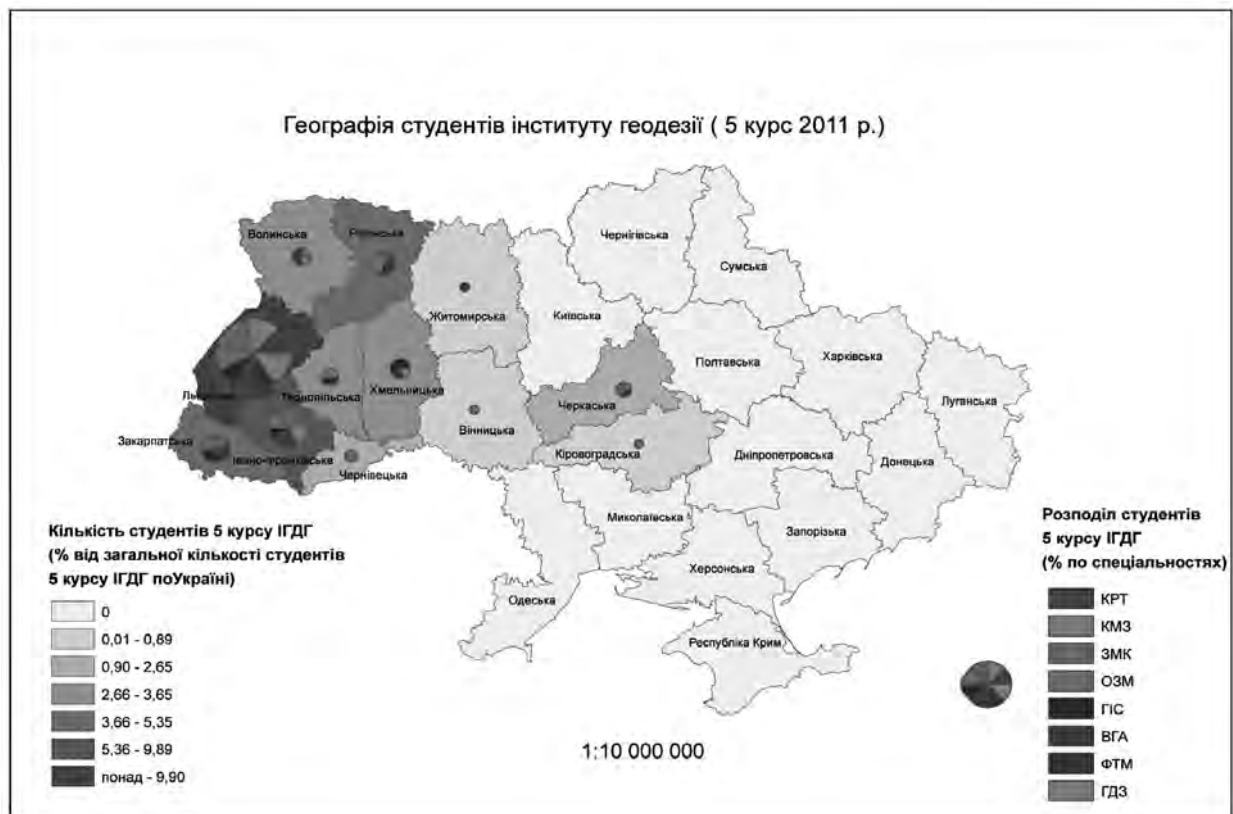 Географія студентів інституту геодезії ( 5 курс 2011 р.)
Волинська
Рівненська
Житомирська
Київська
Чернігівська
Сумська
Тернопільська
Хмельницька
Вінницька
Черкаська
Полтавська
Харківська
Луганська
Закарпатська
Івано-Франківське
Чернівецька
Кіровоградська
Дніпропетровська
Донецька
Миколаївська
Запорізька
Херсонська
Одеська
Республіка Крим
Кількість студентів 5 курсу ІГДГ
(% від загальної кількості студентів
5 курсу ІГДГ поУкраїні)
0
0,01 - 0,89
0,90 - 2,65
2,66 - 3,65
3,66 - 5,35
5,36 - 9,89
понад - 9,90
1:10 000 000
Розподіл студентів
5 курсу ІГДГ
(% по спеціальностях)
КРТ
КМЗ
ЗМК
ОЗМ
ГІС
ВГА
ФТМ
ГДЗ